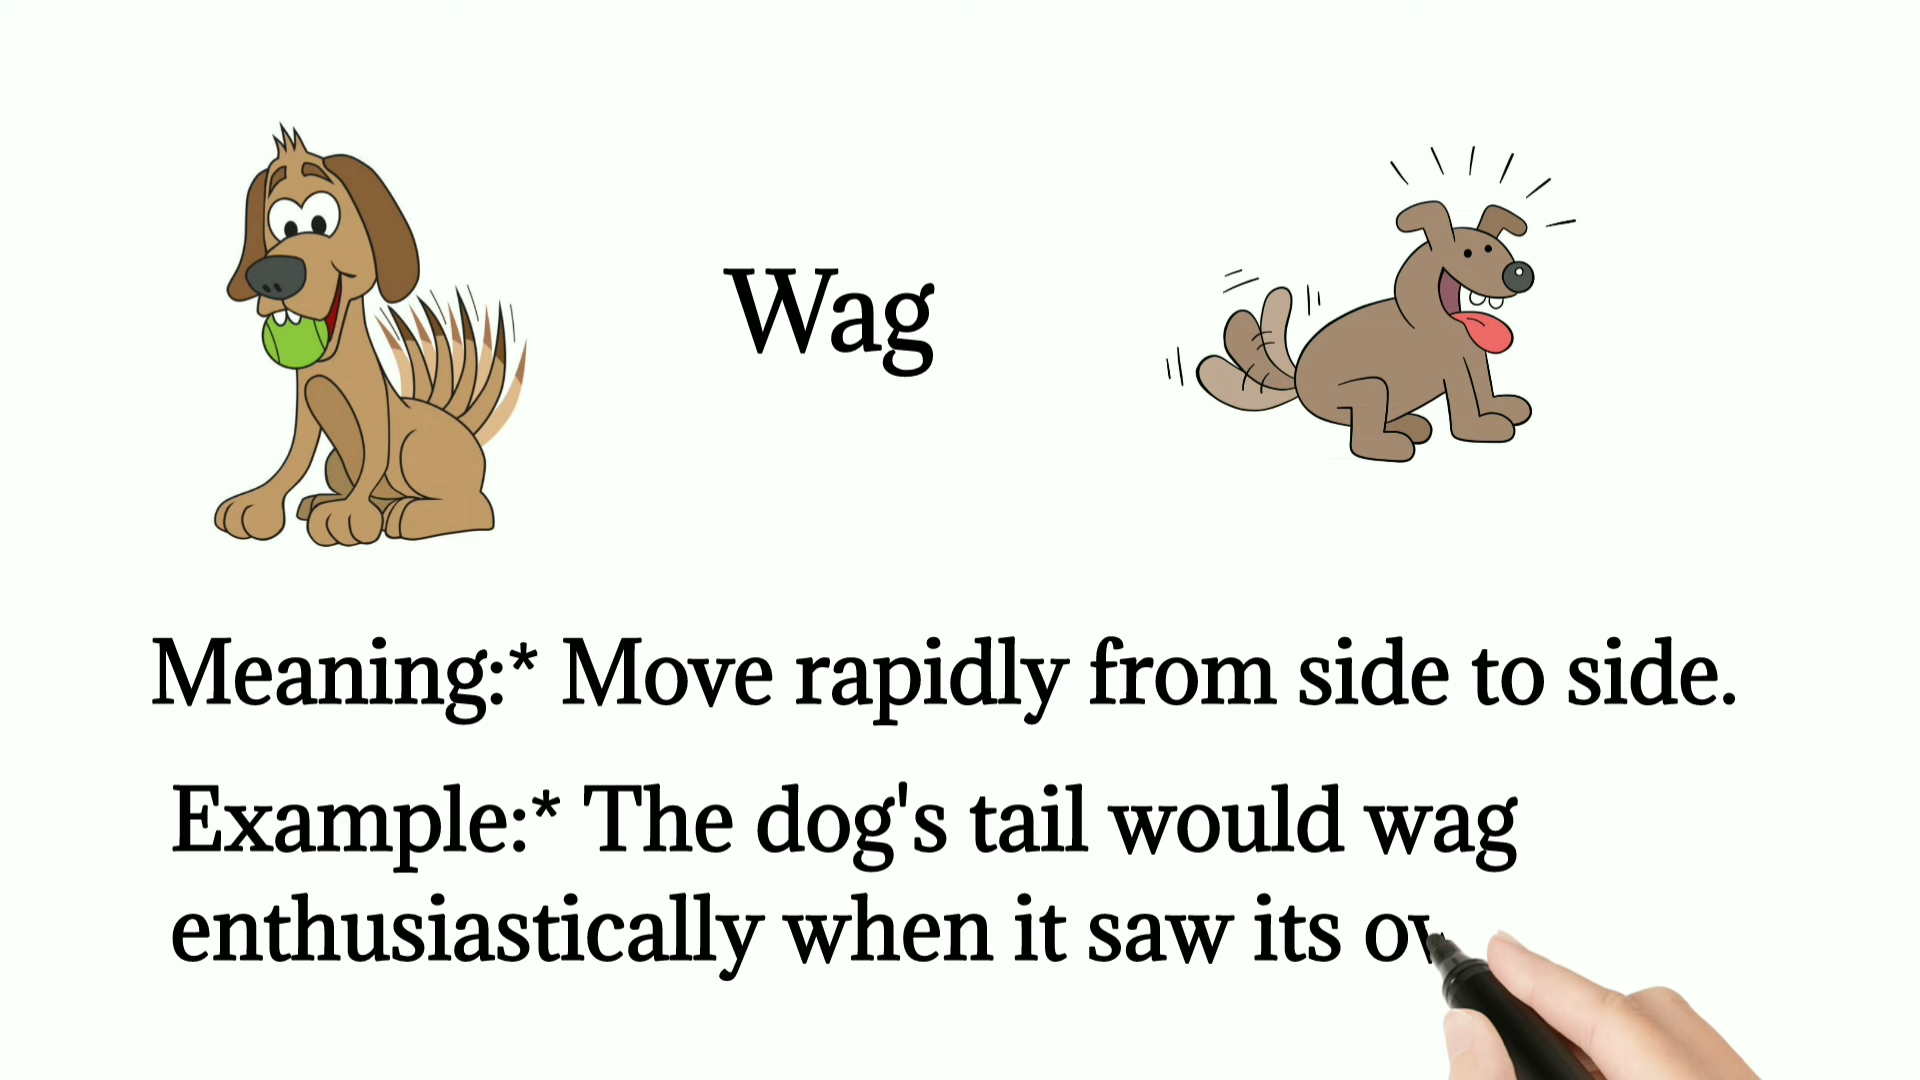 Wag
Meaning:* Move rapidly from side to side.
Example:* The dog's tail would wag
enthusiastically when it saw its